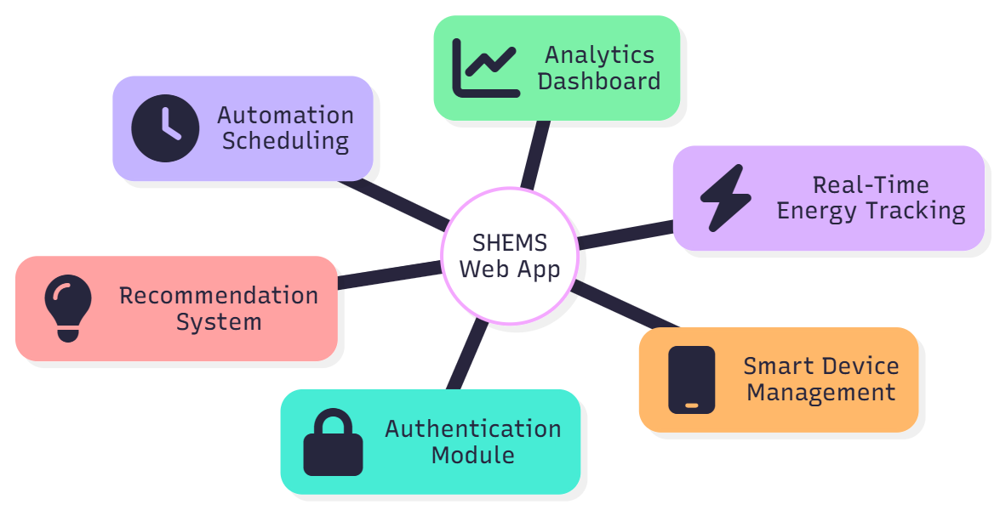 Analytics
Dashboard
Automation
Scheduling
Real-Time
Energy Tracking
SHEMS
Web App
Recommendation
System
Smart Device
Management
Authentication
Module